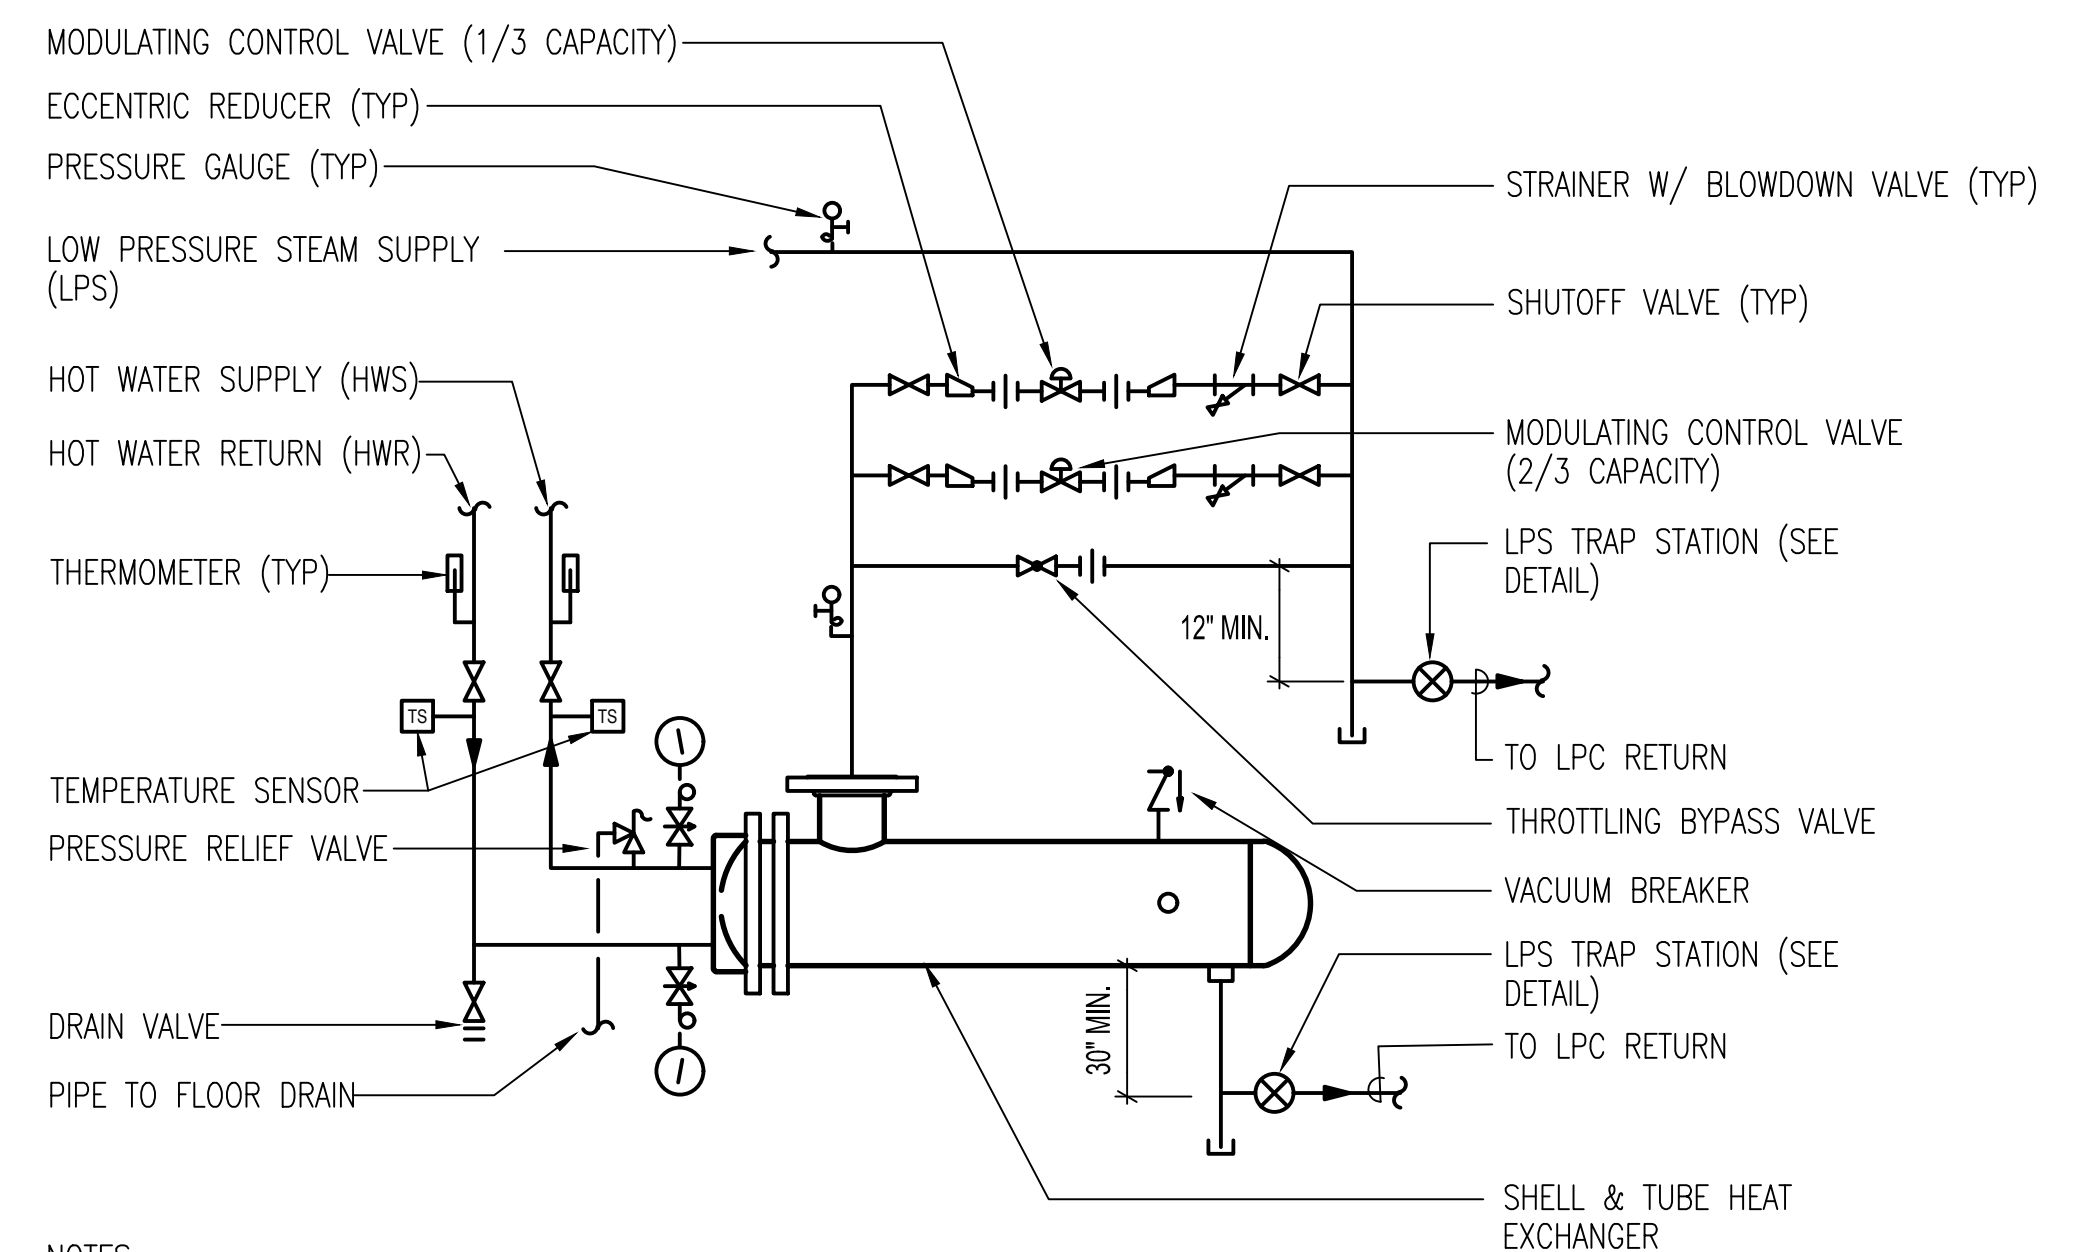 MODULATING CONTROL VALVE (1/3 CAPACITY)
ECCENTRIC REDUCER (TYP)
PRESSURE GAUGE (TYP)
LOW PRESSURE STEAM SUPPLY
(LPS)
HOT WATER SUPPLY (HWS)
HOT WATER RETURN (HWR)
THERMOMETER (TYP)
TS
TS
TEMPERATURE SENSOR
PRESSURE RELIEF VALVE
DRAIN VALVE
PIPE TO FLOOR DRAIN
STRAINER W/ BLOWDOWN VALVE (TYP)
SHUTOFF VALVE (TYP)
MODULATING CONTROL VALVE
(2/3 CAPACITY)
LPS TRAP STATION (SEE
DETAIL)
12" MIN.
TO LPC RETURN
THROTTLING BYPASS VALVE
VACUUM BREAKER
LPS TRAP STATION (SEE
DETAIL)
30" MIN.
TO LPC RETURN
SHELL & TUBE HEAT
EXCHANGER
NOTES